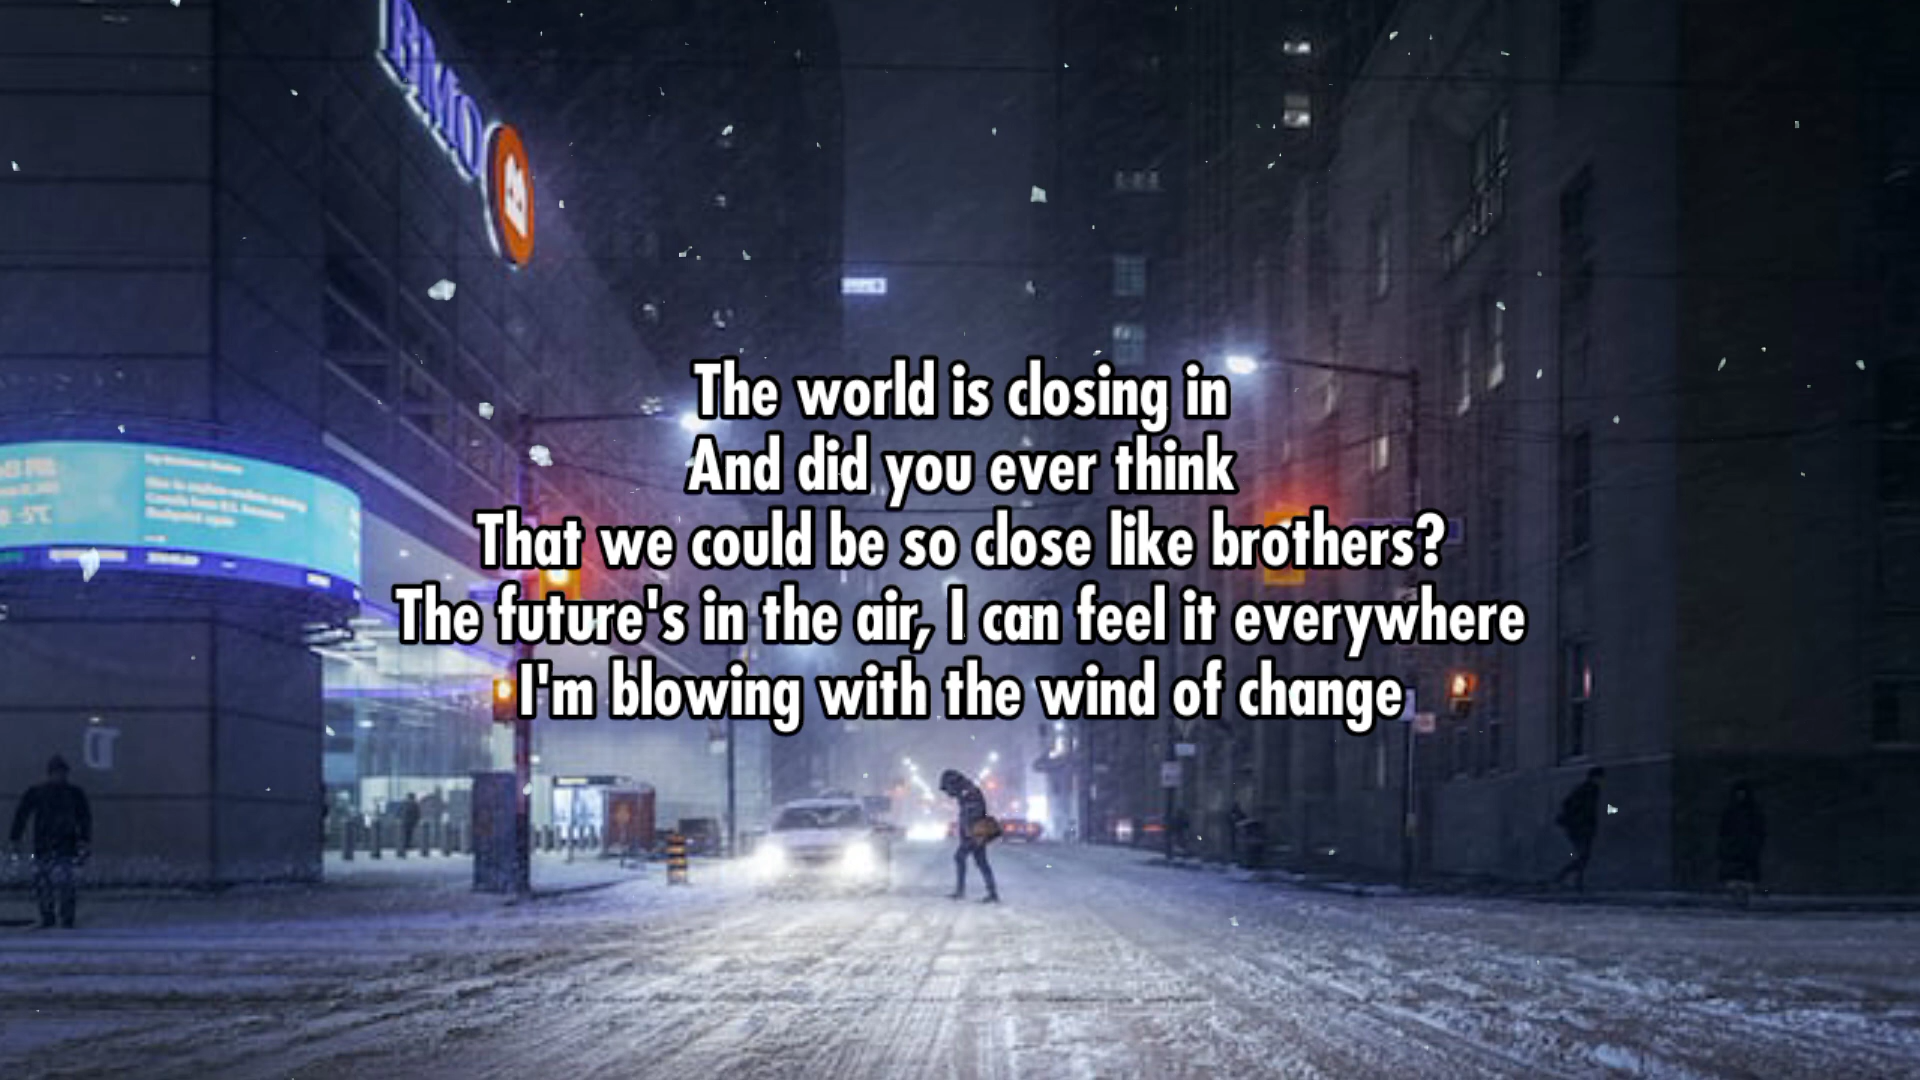 BMO
The world is closing in
And did you ever think
That we could be so close like brothers?
The future's in the air, I can feel it everywhere
I'm blowing with the wind of change